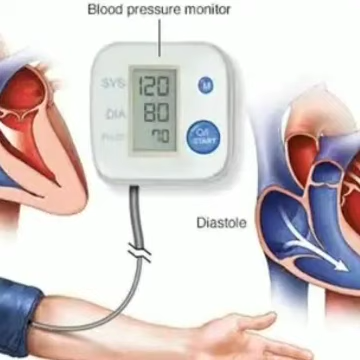 Blood pressure monitor
SYS 120
M
DIA 80
70
O/I
START
Diastole